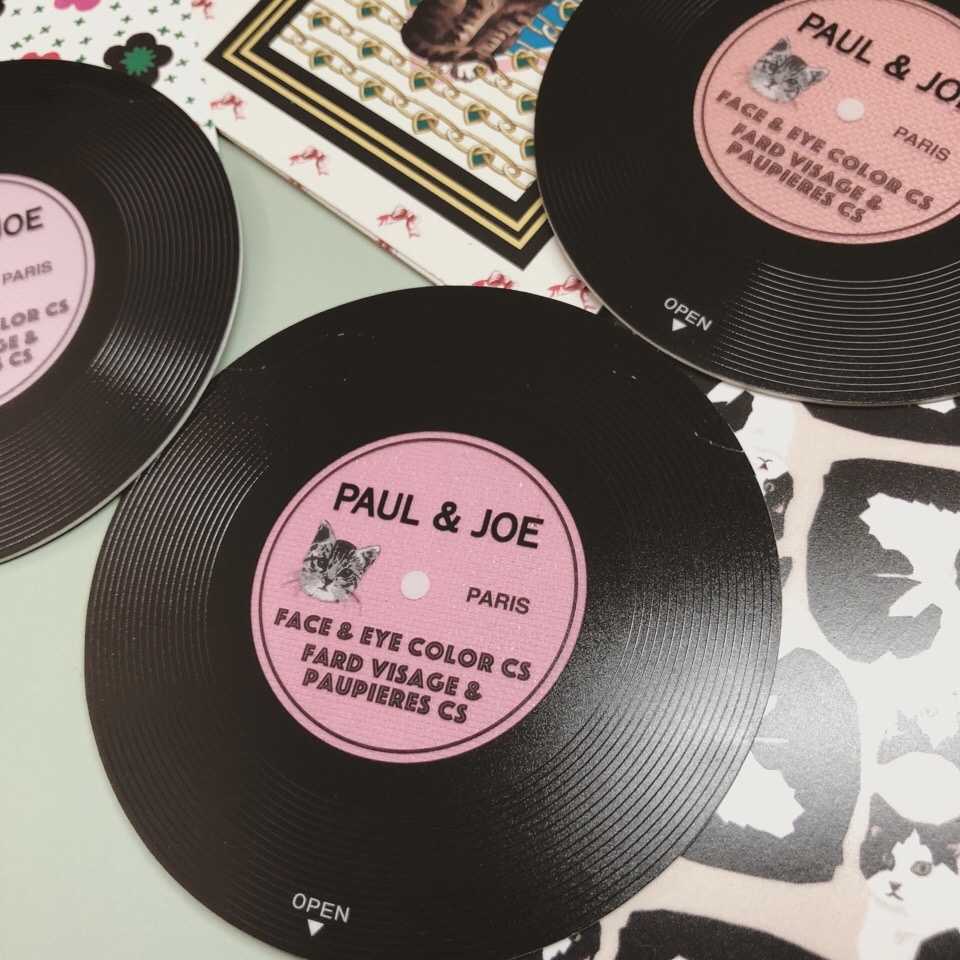 PAUL & JOE
PARIS
FACE & EYE COLOR CS
FARD VISAGE &
PAUPIERES CS
OPEN
JOE
PARIS
COLOR CS
&
CS
PAUL & JOE
PARIS
FACE & EYE COLOR CS
FARD VISAGE &
PAUPIERES CS
OPEN